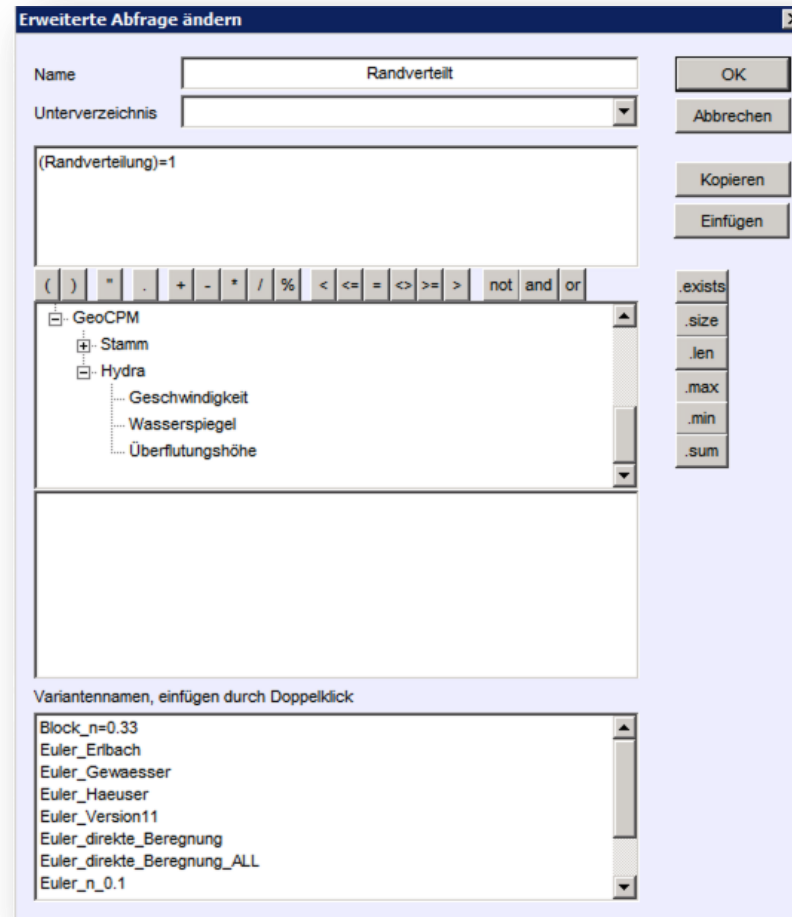 Erweiterte Abfrage ändern
Name Randverteilt OK
Unterverzeichnis Abbrechen
(Randverteilung)=1
Kopieren
Einfügen
( ) " . + - * / % < <= = <> >= > not and or .exists
GeoCPM
.size
Stamm
.len
Hydra
Geschwindigkeit .max
Wasserspiegel .min
Überflutungshöhe .sum
Variantennamen, einfügen durch Doppelklick
Block_n=0.33
Euler_Erlbach
Euler_Gewaesser
Euler_Haeuser
Euler_Version11
Euler_direkte_Beregnung
Euler_direkte_Beregnung_ALL
Euler_n_0.1